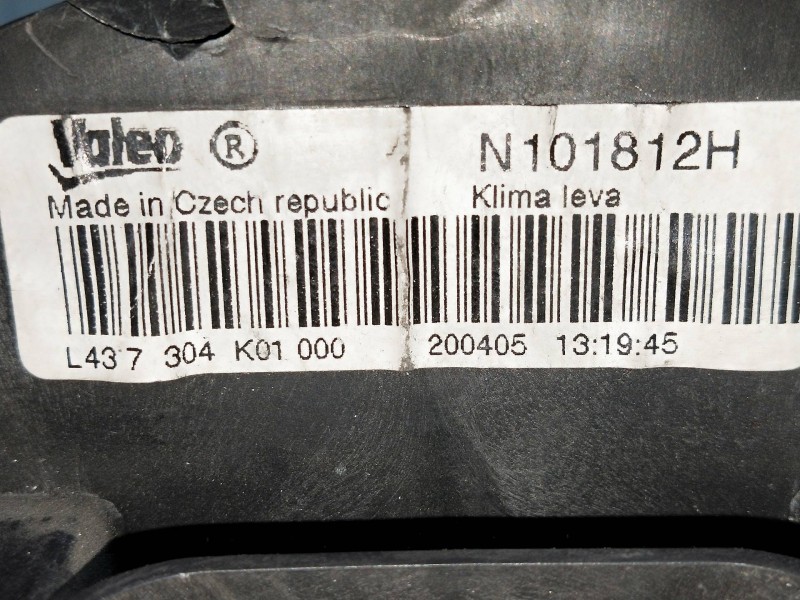 Valeo ® N101812H
Made in Czech republic Klima leva
L43 7 304 K01 000 200405 13:19:45